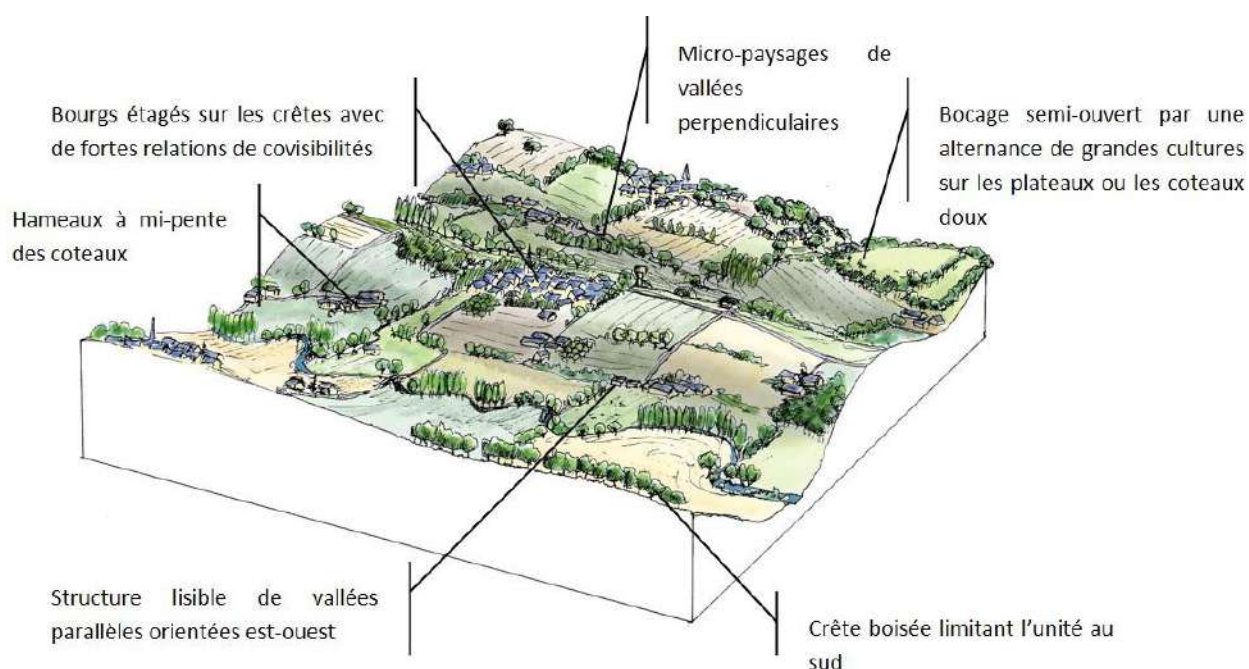 Micro-paysages de
vallées
perpendiculaires
Bourgs étagés sur les crêtes avec
de fortes relations de covisibilités
Bocage semi-ouvert par une
alternance de grandes cultures
sur les plateaux ou les coteaux
doux
Hameaux à mi-pente
des coteaux
Structure lisible de vallées
parallèles orientées est-ouest
Crête boisée limitant l'unité au
sud